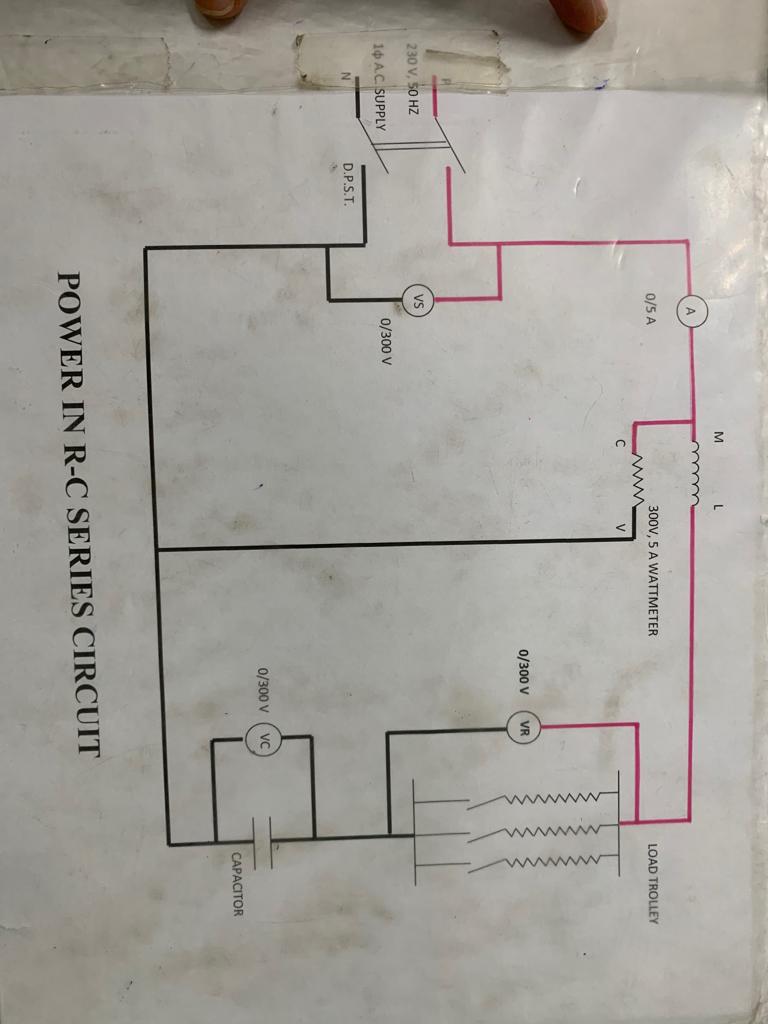 P
230 V, 50 HZ
1ϕ A.C. SUPPLY
N
D.P.S.T.
A
0/5 A
M
L
C
V
300V, 5 A WATTMETER
VS
0/300 V
VR
0/300 V
LOAD TROLLEY
VC
0/300 V
CAPACITOR
POWER IN R-C SERIES CIRCUIT